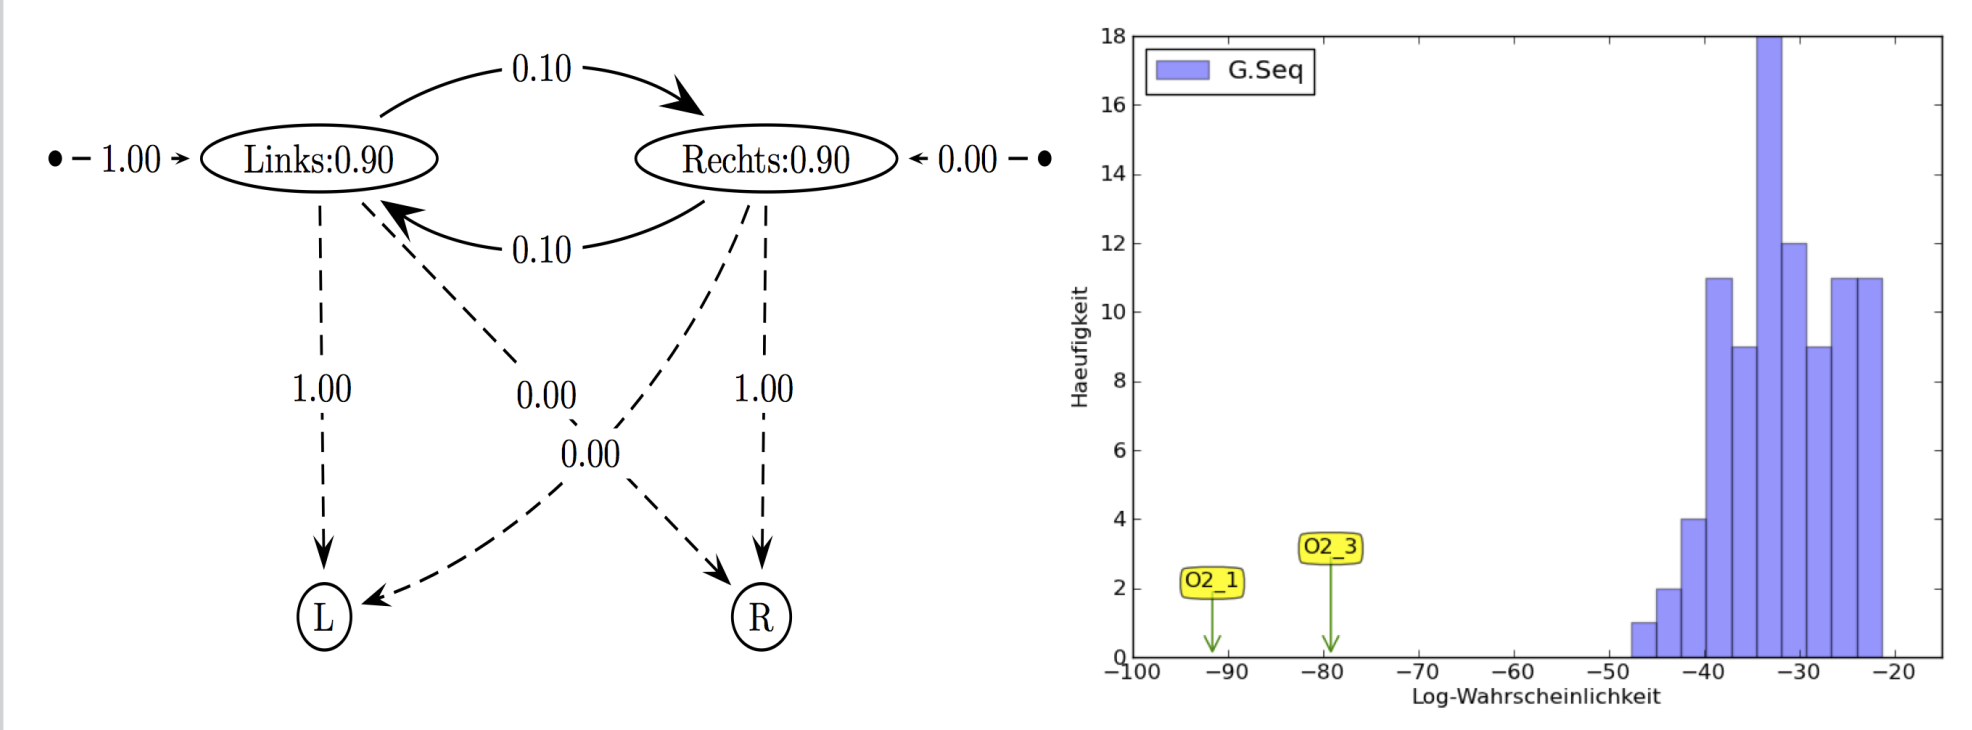 0.10
1.00 Links:0.90 Rechts:0.90 0.00
0.10
1.00 0.00 1.00
0.00
L R
G.Seq
Haeufigkeit
18
16
14
12
10
8
6
4
2
0
O2_1
O2_3
−100 −90 −80 −70 −60 −50 −40 −30 −20
Log-Wahrscheinlichkeit